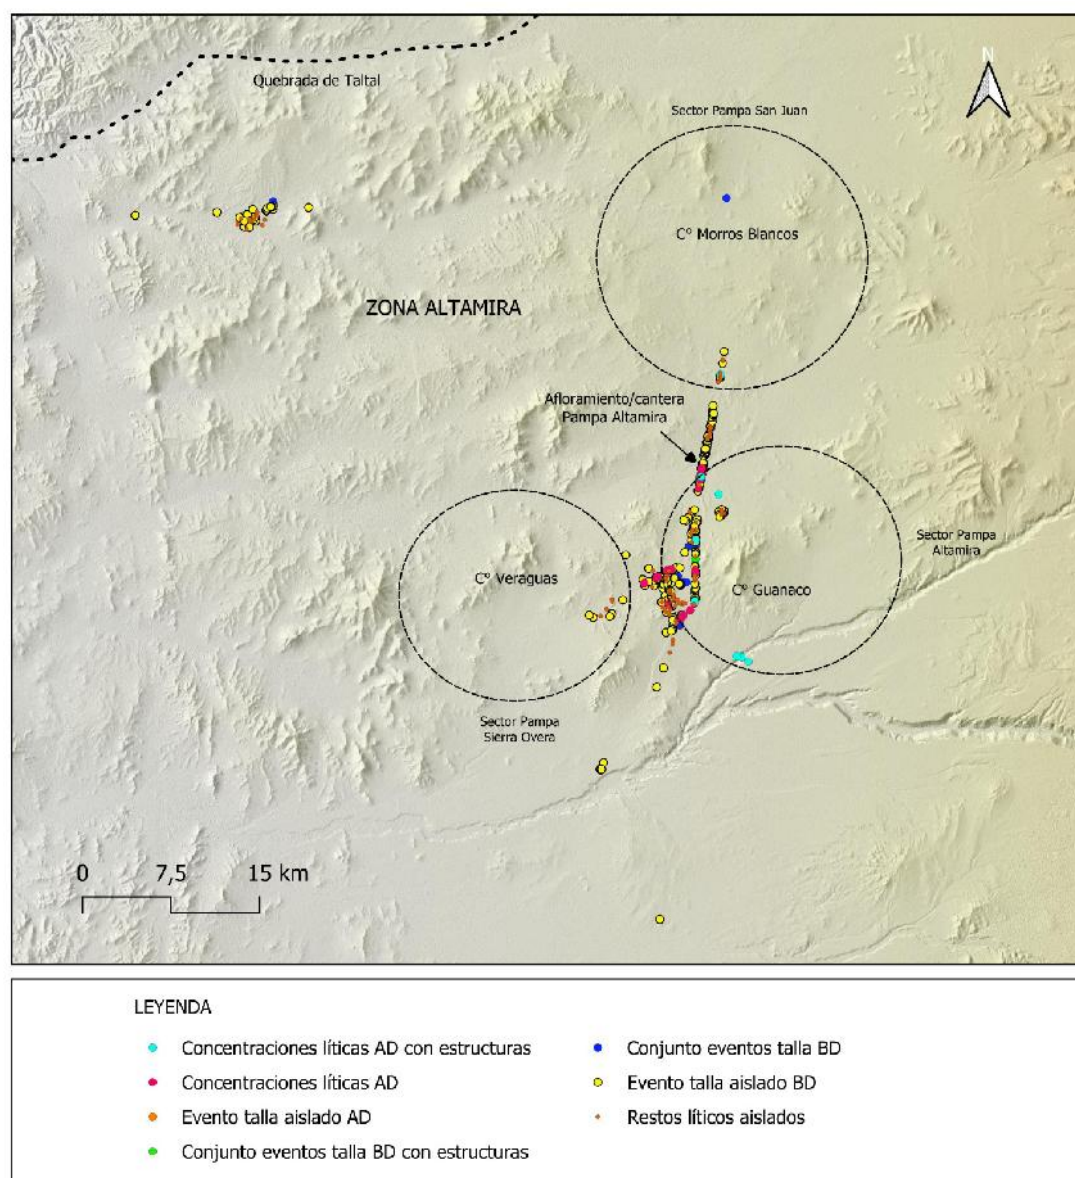 Quebrada de Taltal
N
Sector Pampa San Juan
Cº Morros Blancos
ZONA ALTAMIRA
Afloramiento/cantera
Pampa Altamira
Sector Pampa
Altamira
Cº Veraguas
Cº Guanaco
Sector Pampa
Sierra Overa
0 7,5 15 km
LEYENDA
Concentraciones líticas AD con estructuras
Concentraciones líticas AD
Evento talla aislado AD
Conjunto eventos talla BD con estructuras
Conjunto eventos talla BD
Evento talla aislado BD
Restos líticos aislados